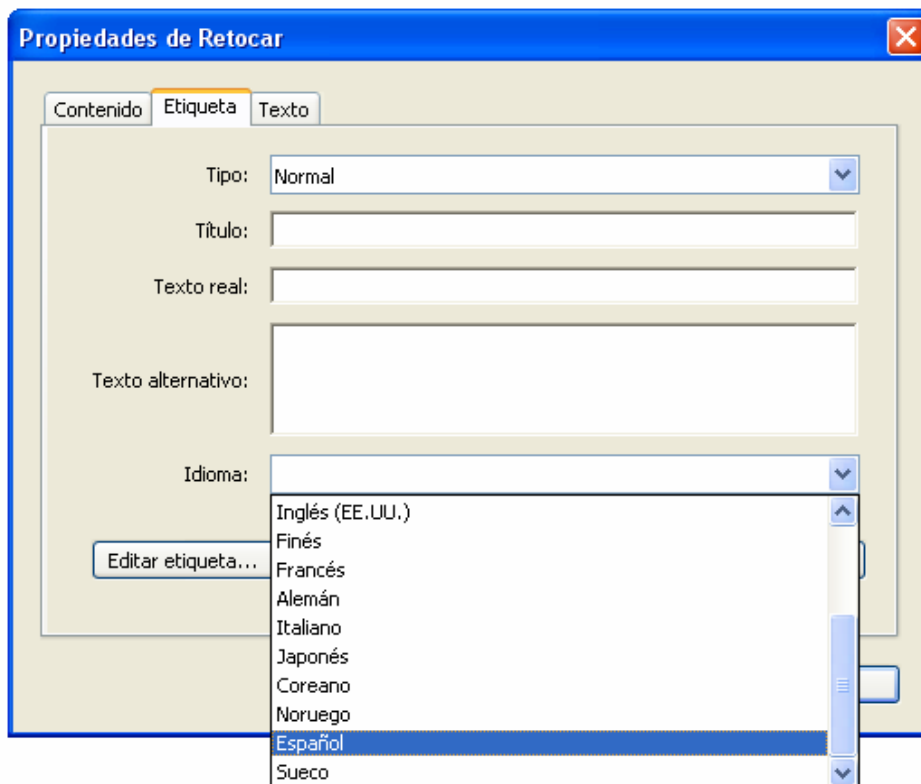 Propiedades de Retocar
Contenido Etiqueta Texto
Tipo: Normal
Título:
Texto real:
Texto alternativo:
Idioma:
Inglés (EE.UU.)
Finés
Editar etiqueta...
Francés
Alemán
Italiano
Japonés
Coreano
Noruego
Español
Sueco